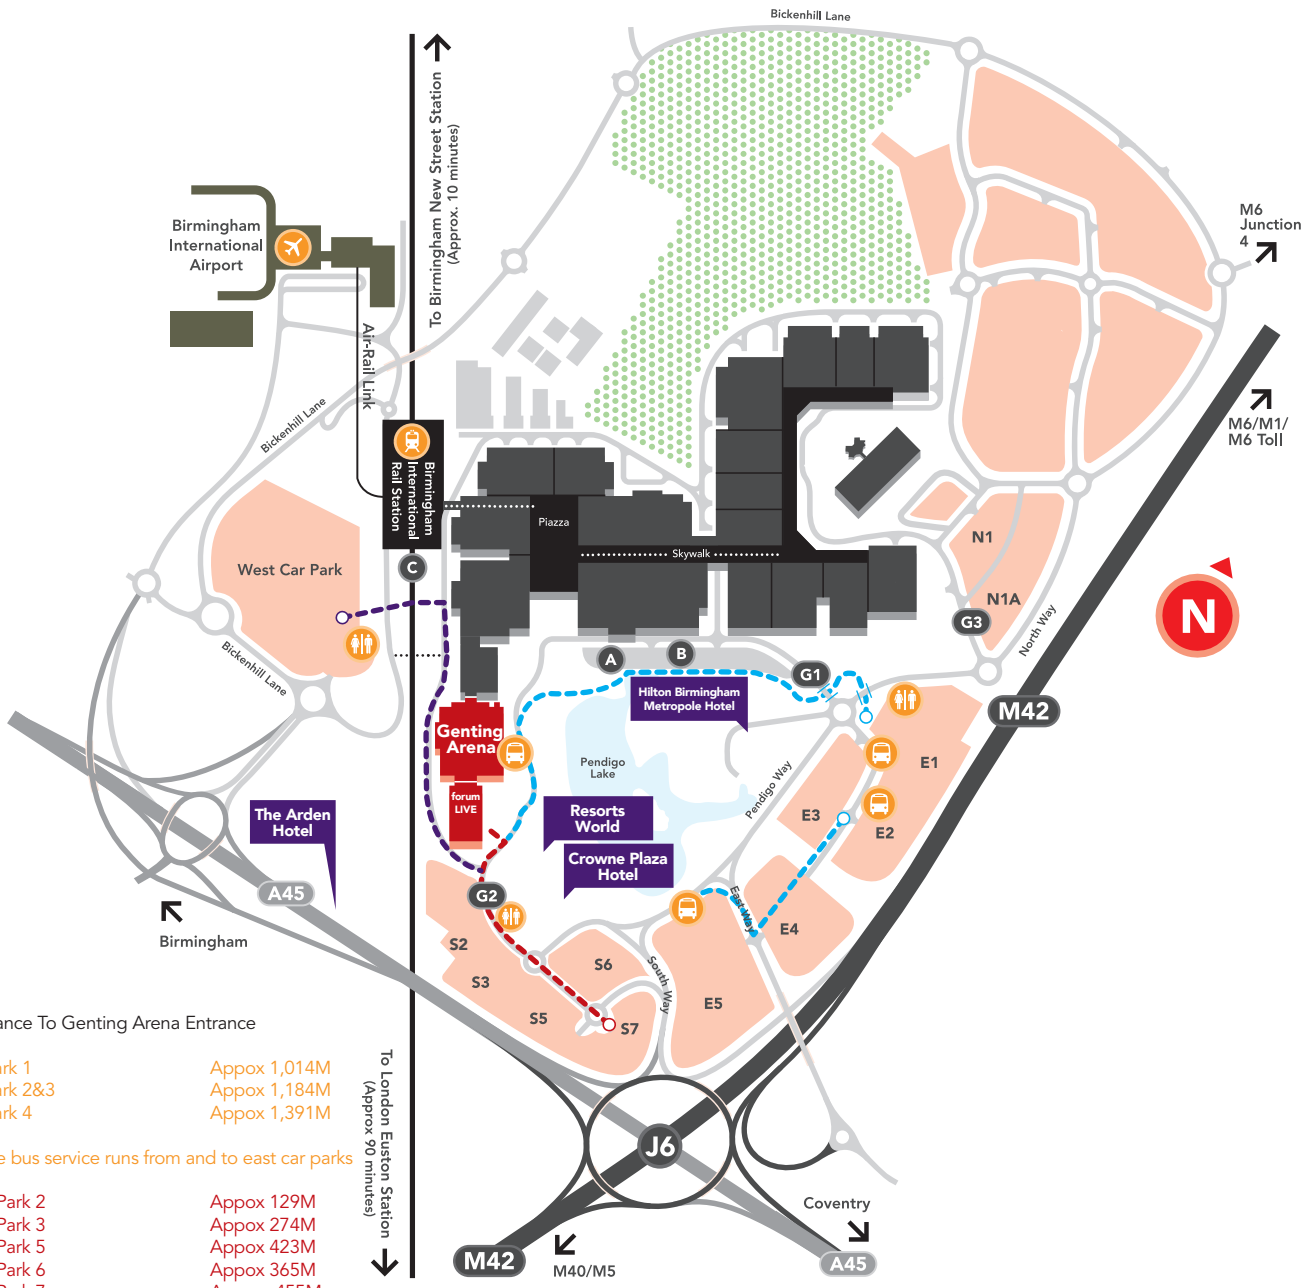 Bickenhill Lane
To Birmingham New Street Station
(Approx. 10 minutes)
M6
Junction
4
Birmingham
International
Airport
Air-Rail Link
Bickenhill Lane
M6/M1/
M6 Toll
Birmingham
International
Rail Station
Piazza
Skywalk
N1
N1A
G3
North Way
N
West Car Park
C
Bickenhill Lane
A
B
G1
Hilton Birmingham
Metropole Hotel
M42
Genting
Arena
forum
LIVE
Pendigo
Lake
Pendigo Way
E1
E2
E3
The Arden
Hotel
Resorts
World
Crowne Plaza
Hotel
A45
G2
East Way
E4
Birmingham
S2
S3
S6
South Way
E5
S5
S7
ance To Genting Arena Entrance
rk 1 Appox 1,014M
rk 2&3 Appox 1,184M
rk 4 Appox 1,391M
e bus service runs from and to east car parks
Park 2 Appox 129M
Park 3 Appox 274M
Park 5 Appox 423M
Park 6 Appox 365M
To London Euston Station
(Approx 90 minutes)
J6
Coventry
M42
M40/M5
A45